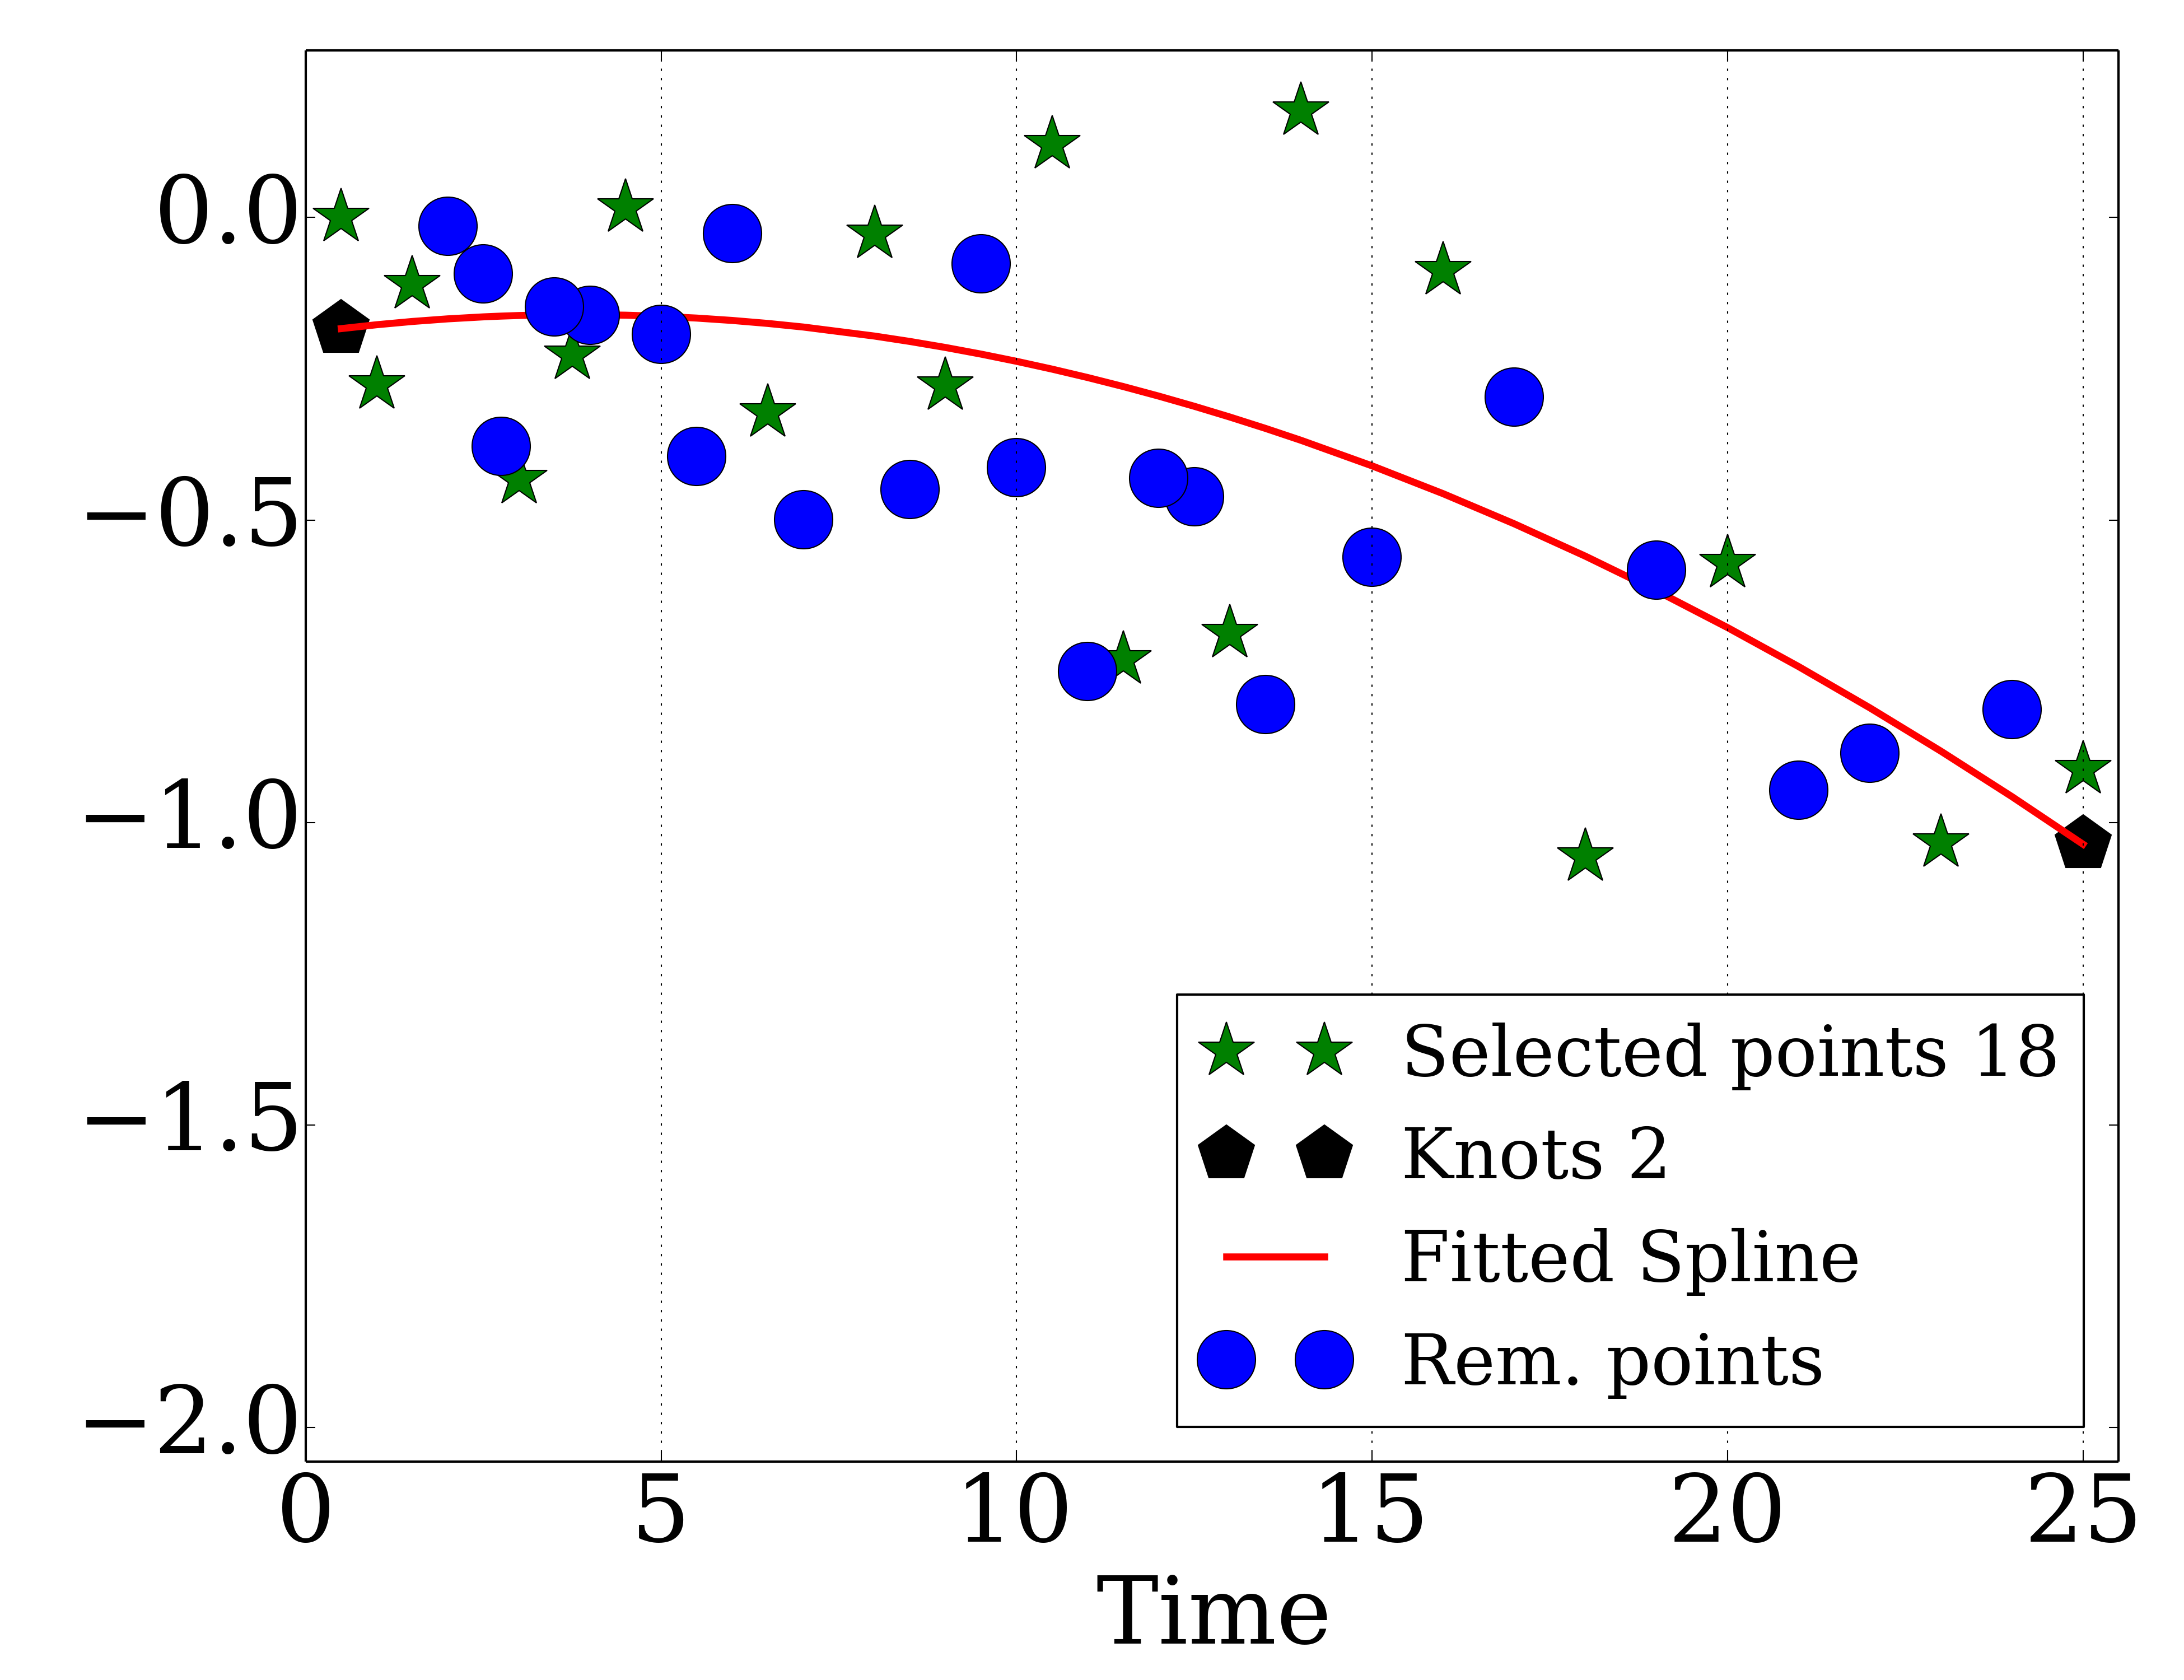 0.0
−0.5
−1.0
−1.5
−2.0
0 5 10 15 20 25
Time
Selected points 18
Knots 2
Fitted Spline
Rem. points